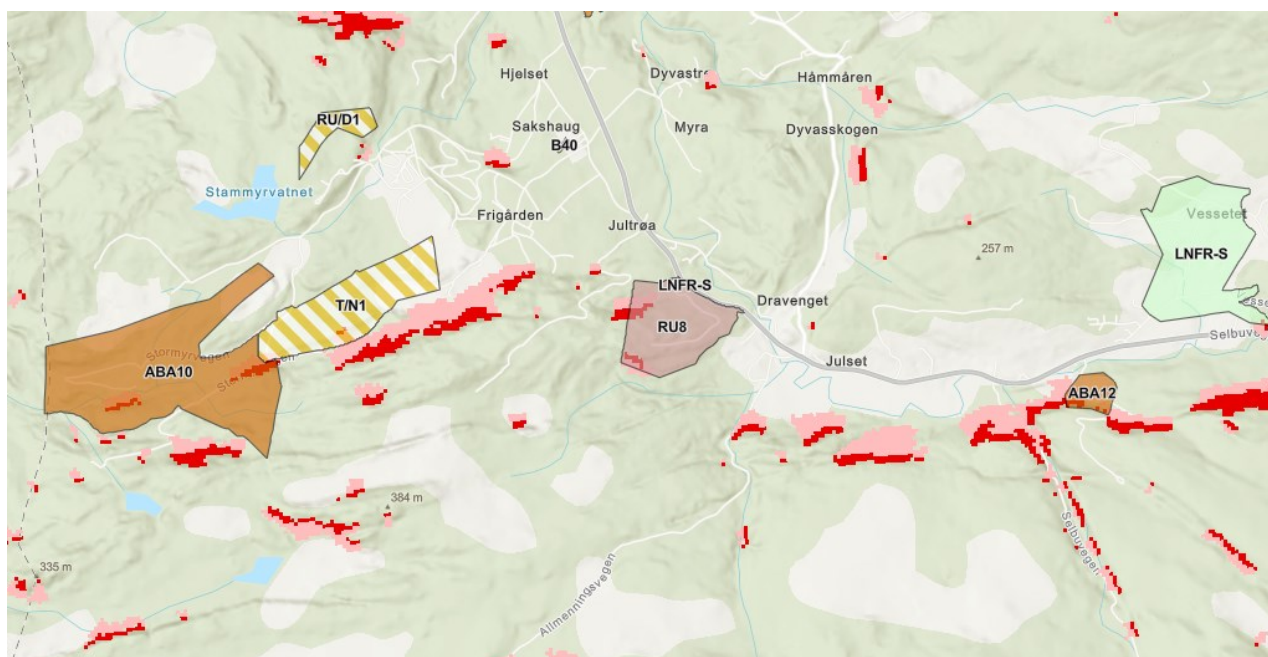 Hjelset
Dyvastre
Håmmåren
RU/D1
Sakshaug
Myra
Dyvasskogen
B40
Stammyrvatnet
Frigården
Jultrøa
Vessetet
257 m
LNFR-S
LNFR-S
T/N1
Dravenget
RU8
Stormyrvegen
ABA10
Julset
Selbuveg
ABA12
384 m
Selbuvegen
335 m
Allmenningsvegen